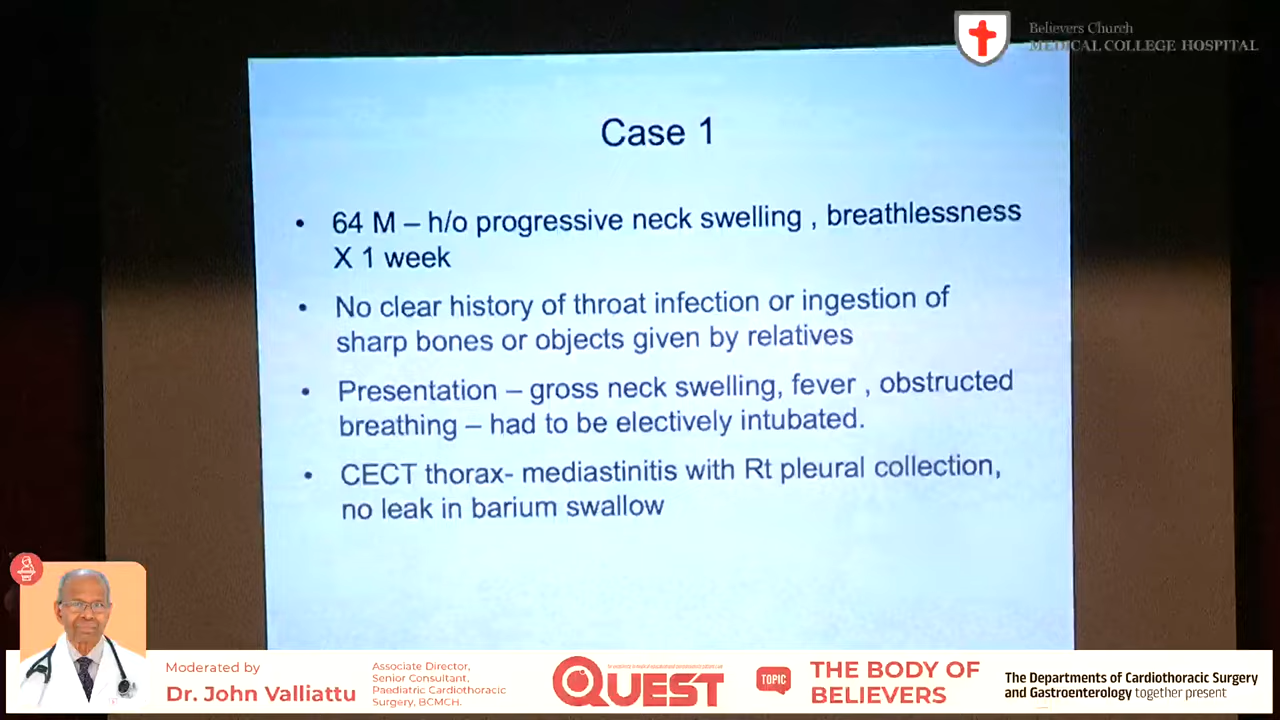 Believers Church
MEDICAL COLLEGE HOSPITAL
Case 1
• 64 M – h/o progressive neck swelling , breathlessness
X 1 week
• No clear history of throat infection or ingestion of
sharp bones or objects given by relatives
• Presentation – gross neck swelling, fever , obstructed
breathing – had to be electively intubated.
• CECT thorax- mediastinitis with Rt pleural collection,
no leak in barium swallow
Moderated by
Dr. John Valliattu
Associate Director,
Senior Consultant,
Paediatric Cardiothoracic
Surgery, BCMCH.
QUEST
TOPIC
THE BODY OF
BELIEVERS
The Departments of Cardiothoracic Surgery
and Gastroenterology together present